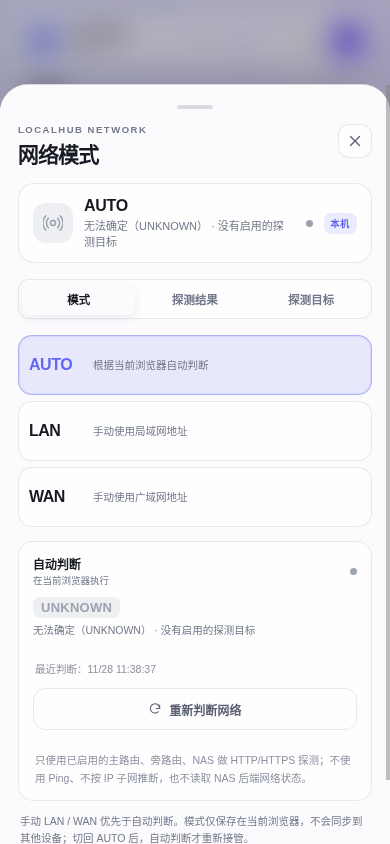 LOCALHUB NETWORK
网络模式
AUTO
无法确定（UNKNOWN） · 没有启用的探
测目标
本机
模式 探测结果 探测目标
AUTO 根据当前浏览器自动判断
LAN 手动使用局域网地址
WAN 手动使用广域网地址
自动判断
在当前浏览器执行
UNKNOWN
无法确定（UNKNOWN） · 没有启用的探测目标
最近判断：11/28 11:38:37
重新判断网络
只使用已启用的主路由、旁路由、NAS 做 HTTP/HTTPS 探测；不使
用 Ping、不按 IP 子网推断，也不读取 NAS 后端网络状态。
手动 LAN / WAN 优先于自动判断。模式仅保存在当前浏览器，不会同步到
其他设备；切回 AUTO 后，自动判断才重新接管。